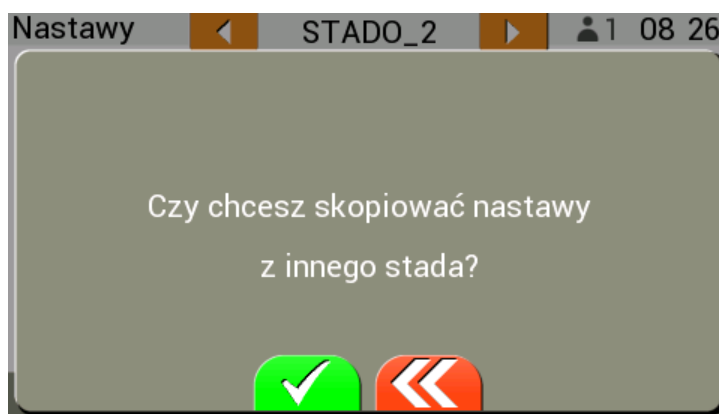 Nastawy STADO_2 1 08 26
Czy chcesz skopiować nastawy
z innego stada?